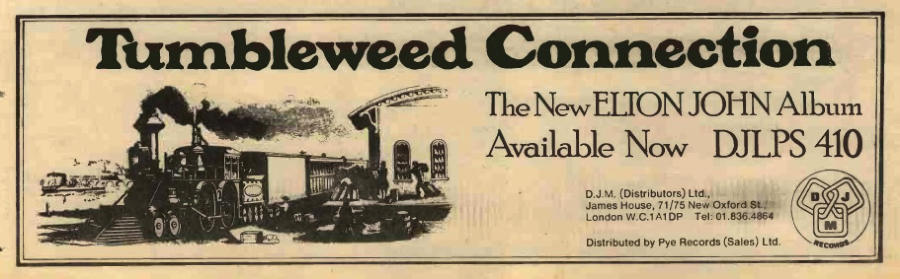 Tumbleweed Connection
The New ELTON JOHN Album
Available Now DJLPS 410
D.J.M. (Distributors) Ltd.,
James House, 71/75 New Oxford St.,
London W.C.1A1DP Tel: 01.836.4864
Distributed by Pye Records (Sales) Ltd.
D J
M
RECORDS